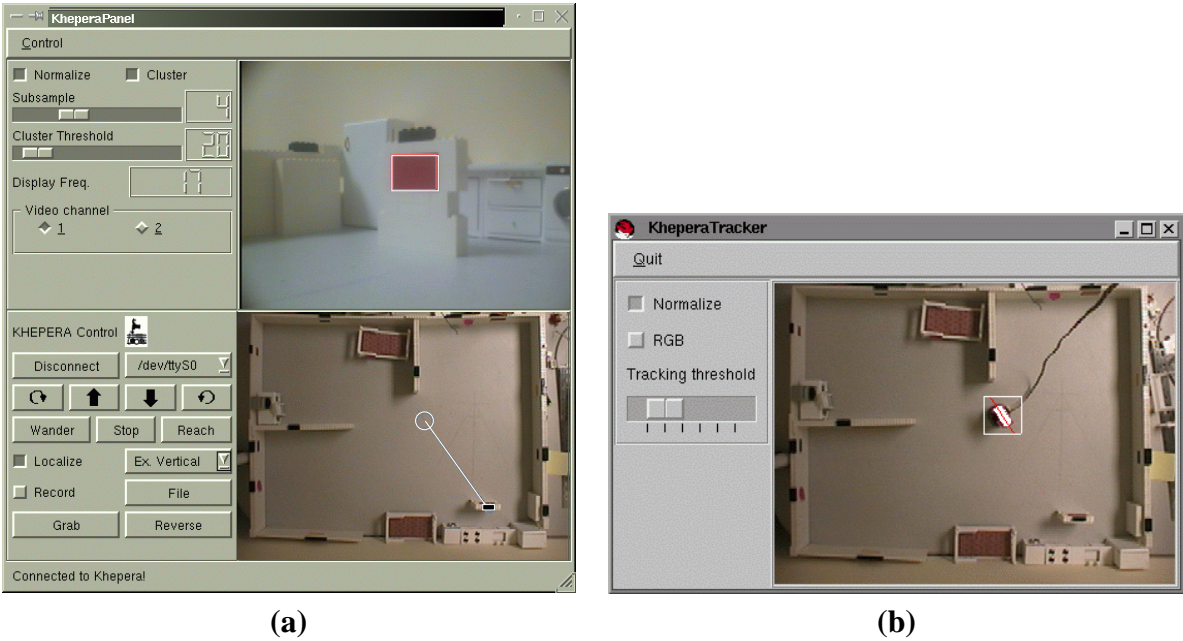 KheperaPanel
Control
Normalize Cluster
Subsample 4
Cluster Threshold 20
Display Freq. 17
Video channel
1 2
KHEPERA Control
Disconnect /dev/ttyS0
Wander Stop Reach
Localize Ex. Vertical
Record File
Grab Reverse
Connected to Khepera!
(a)
KheperaTracker
Quit
Normalize
RGB
Tracking threshold
(b)